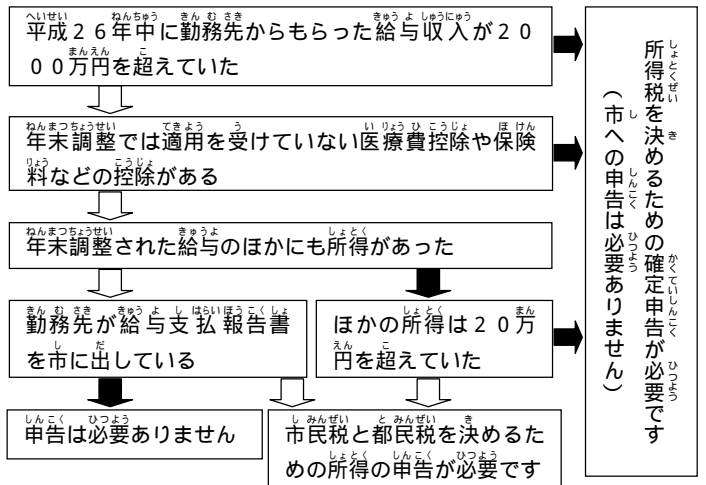 平成２６年中に勤務先からもらった給与収入が２０
００万円を超えていた
年末調整では適用を受けていない医療費控除や保険
料などの控除がある
年末調整された給与のほかにも所得があった
勤務先が給与支払報告書
を市に出している
ほかの所得は２０万
円を超えていた
申告は必要ありません
市民税と都民税を決めるた
めの所得の申告が必要です
所得税を決めるための確定申告が必要です
（市への申告は必要ありません）